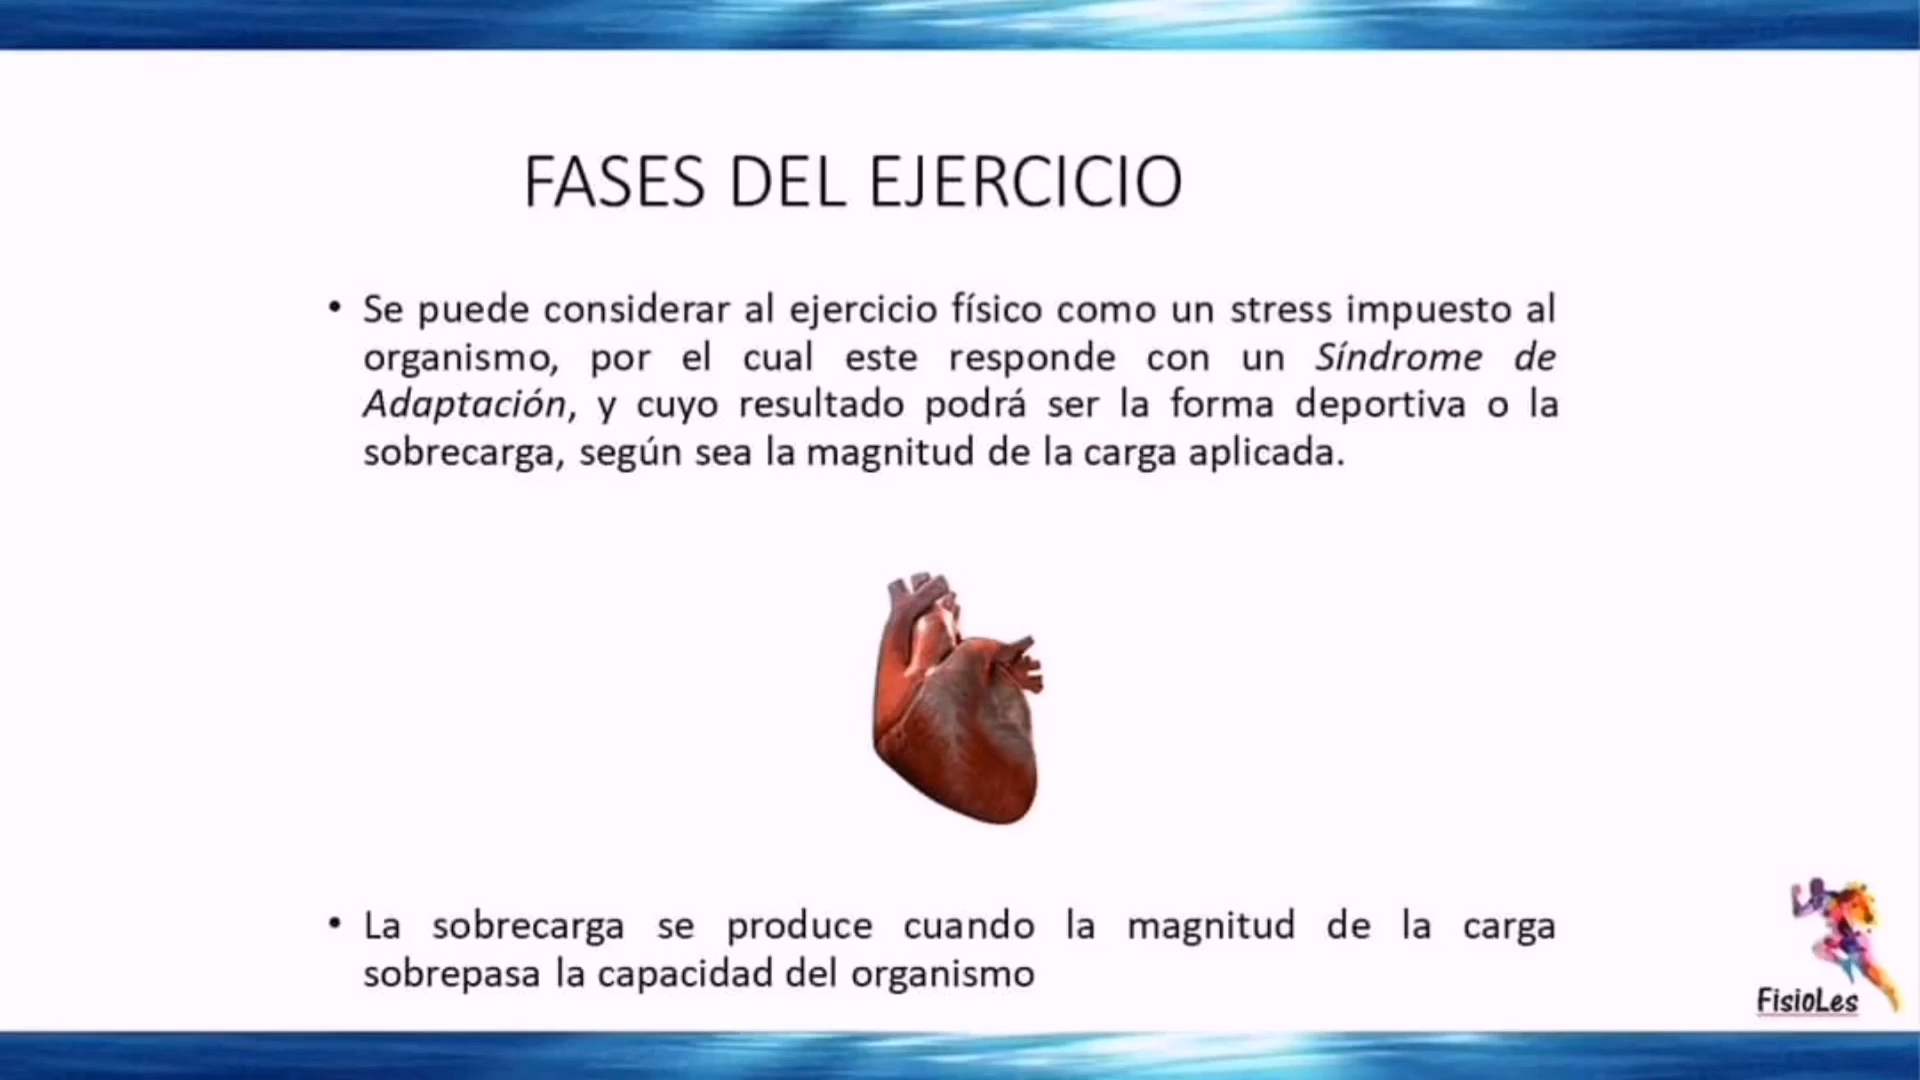 FASES DEL EJERCICIO
• Se puede considerar al ejercicio físico como un stress impuesto al
organismo, por el cual este responde con un Síndrome de
Adaptación, y cuyo resultado podrá ser la forma deportiva o la
sobrecarga, según sea la magnitud de la carga aplicada.
• La sobrecarga se produce cuando la magnitud de la carga
sobrepasa la capacidad del organismo
FisioLes